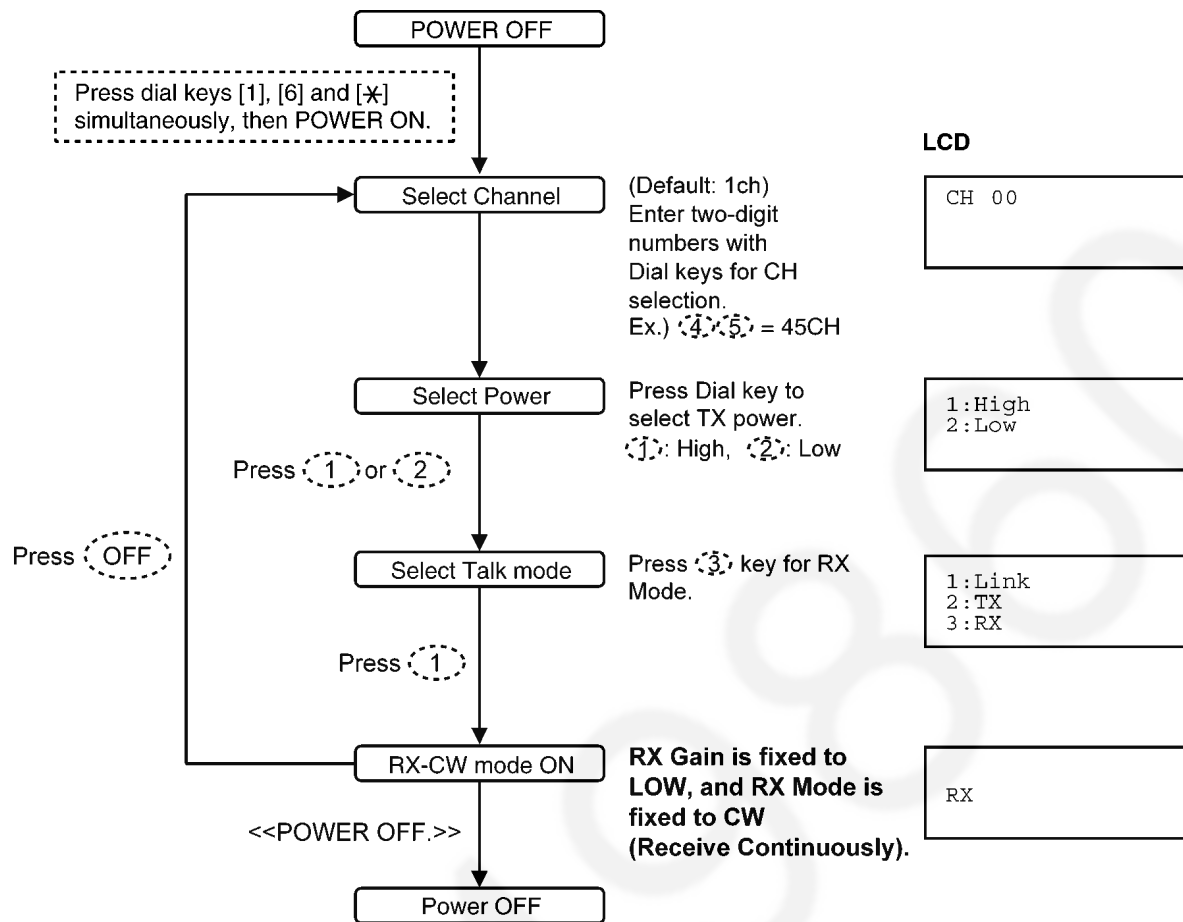 POWER OFF
Press dial keys [1], [6] and [✶]
simultaneously, then POWER ON.
LCD
Select Channel
(Default: 1ch)
Enter two-digit
numbers with
Dial keys for CH
selection.
Ex.) 4 5 = 45CH
CH 00
Select Power
Press Dial key to
select TX power.
1: High, 2: Low
1:High
2:Low
Press 1 or 2
Press OFF
Select Talk mode
Press 3 key for RX
Mode.
1:Link
2:TX
3:RX
Press 1
RX-CW mode ON
RX Gain is fixed to
LOW, and RX Mode is
fixed to CW
(Receive Continuously).
RX
<<POWER OFF.>>
Power OFF